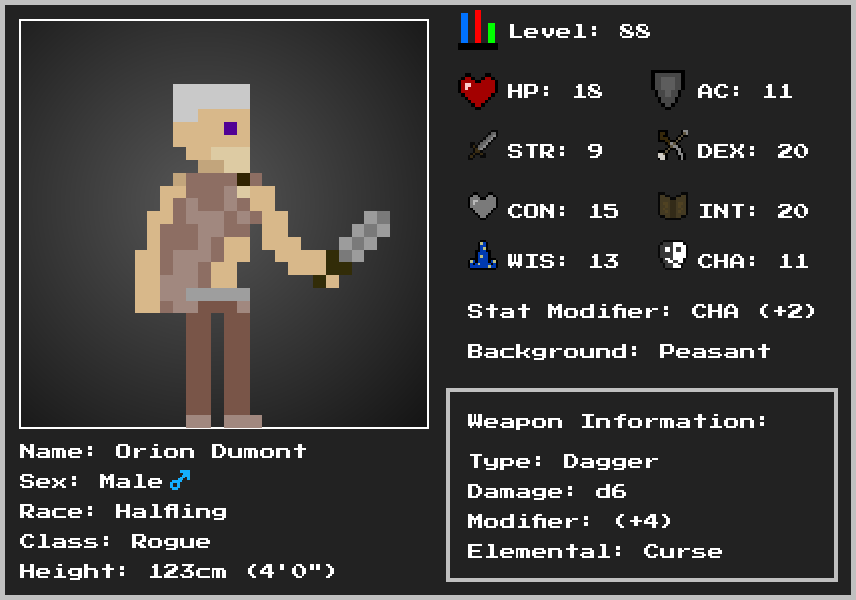 Level: 88
HP: 18
AC: 11
STR: 9
DEX: 20
CON: 15
INT: 20
WIS: 13
CHA: 11
Stat Modifier: CHA (+2)
Background: Peasant
Weapon Information:
Type: Dagger
Damage: d6
Modifier: (+4)
Elemental: Curse
Name: Orion Dumont
Sex: Male♂
Race: Halfling
Class: Rogue
Height: 123cm (4'0")